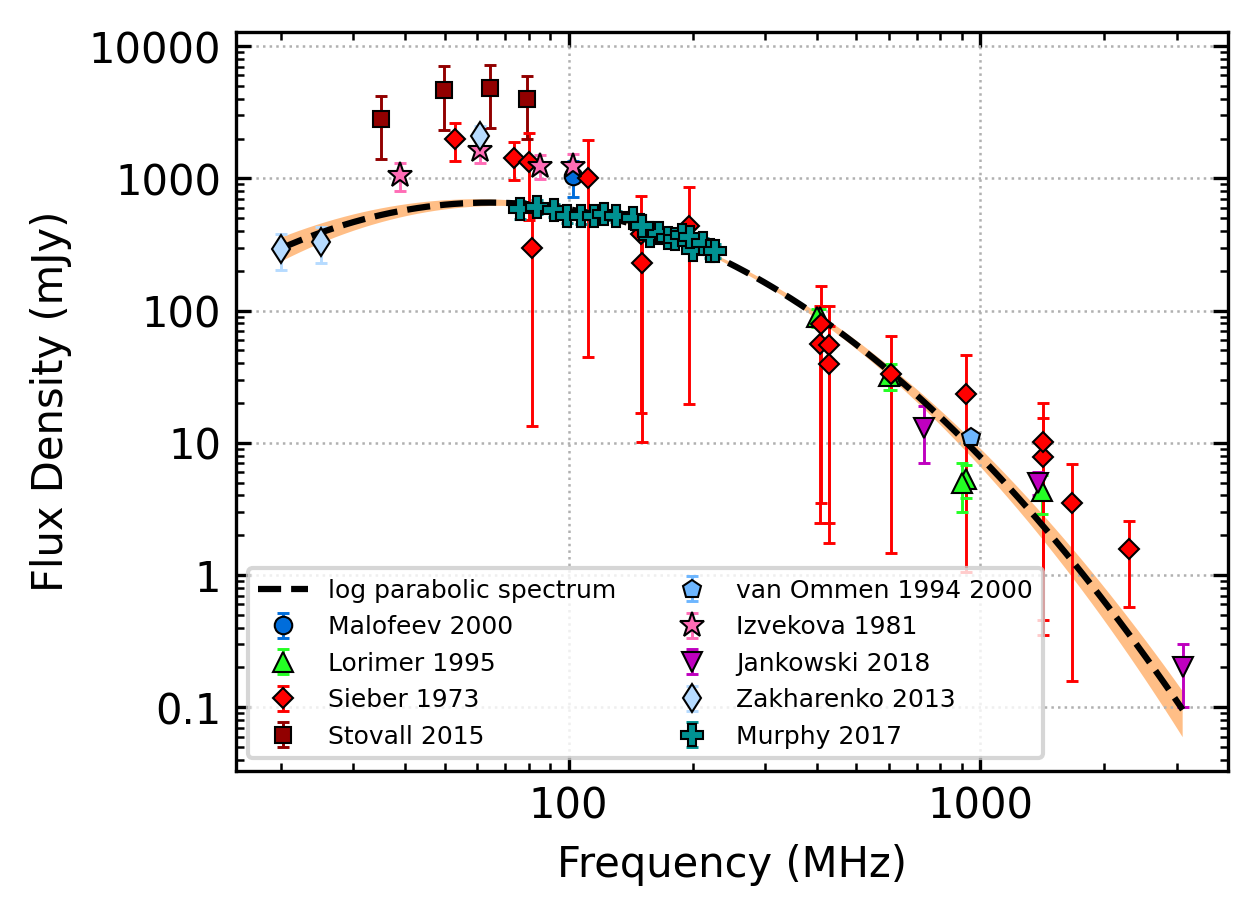 10000
1000
100
10
1
0.1
Flux Density (mJy)
log parabolic spectrum
Malofeev 2000
Lorimer 1995
Sieber 1973
Stovall 2015
van Ommen 1994 2000
Izvekova 1981
Jankowski 2018
Zakharenko 2013
Murphy 2017
100 1000
Frequency (MHz)